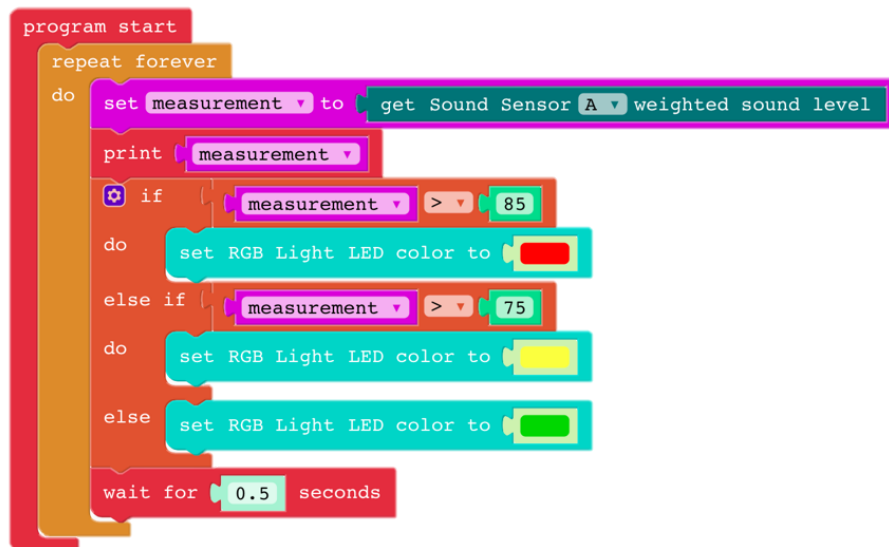 program start
repeat forever
do set measurement ▼ to get Sound Sensor A ▼ weighted sound level
print measurement ▼
if measurement ▼ > ▼ 85
do set RGB Light LED color to
else if measurement ▼ > ▼ 75
do set RGB Light LED color to
else set RGB Light LED color to
wait for 0.5 seconds